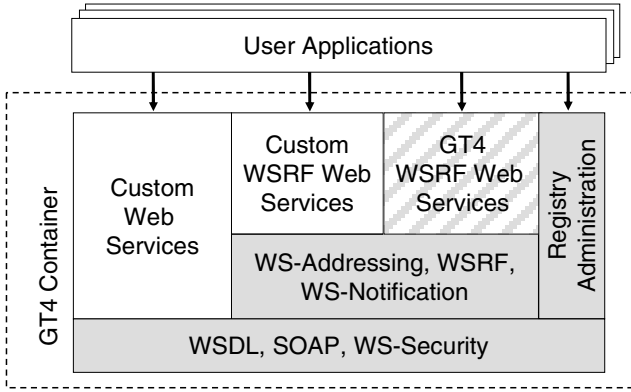 User Applications
GT4 Container
Custom
Web
Services
Custom
WSRF Web
Services
GT4
WSRF Web
Services
Registry
Administration
WS-Addressing, WSRF,
WS-Notification
WSDL, SOAP, WS-Security